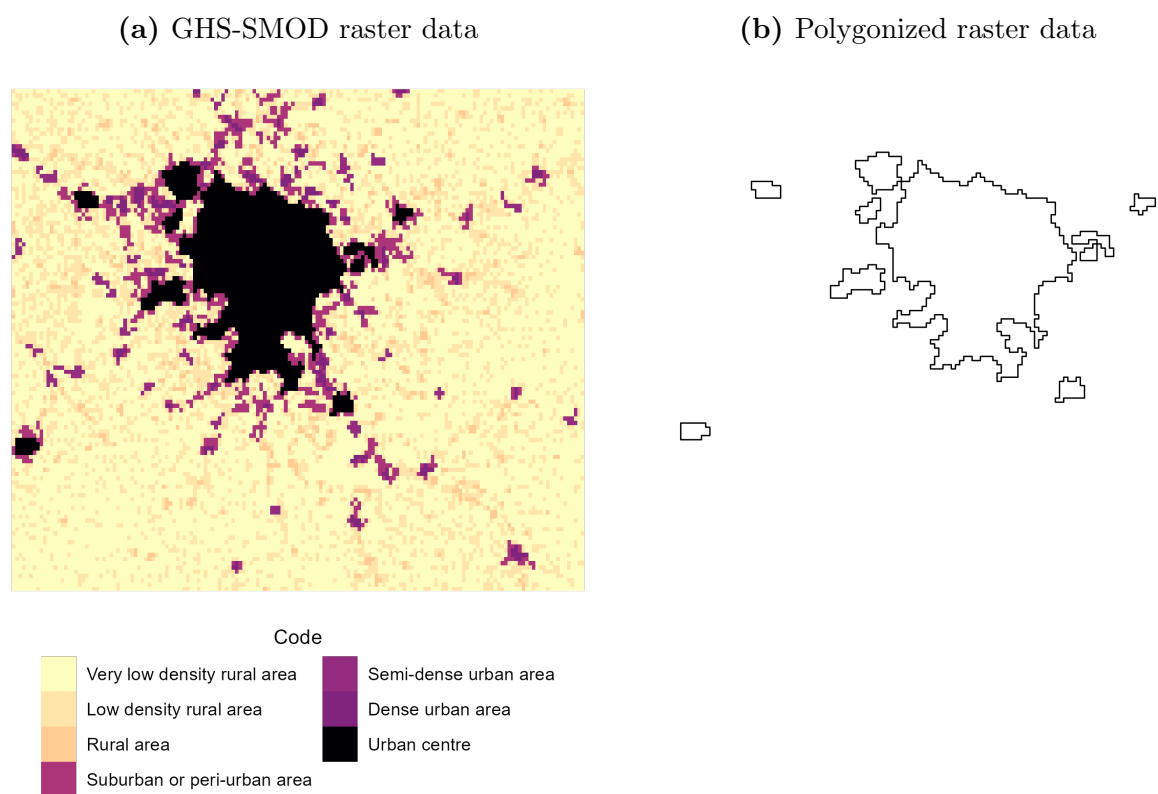 (a) GHS-SMOD raster data
(b) Polygonized raster data
Code
Very low density rural area
Low density rural area
Rural area
Suburban or peri-urban area
Semi-dense urban area
Dense urban area
Urban centre